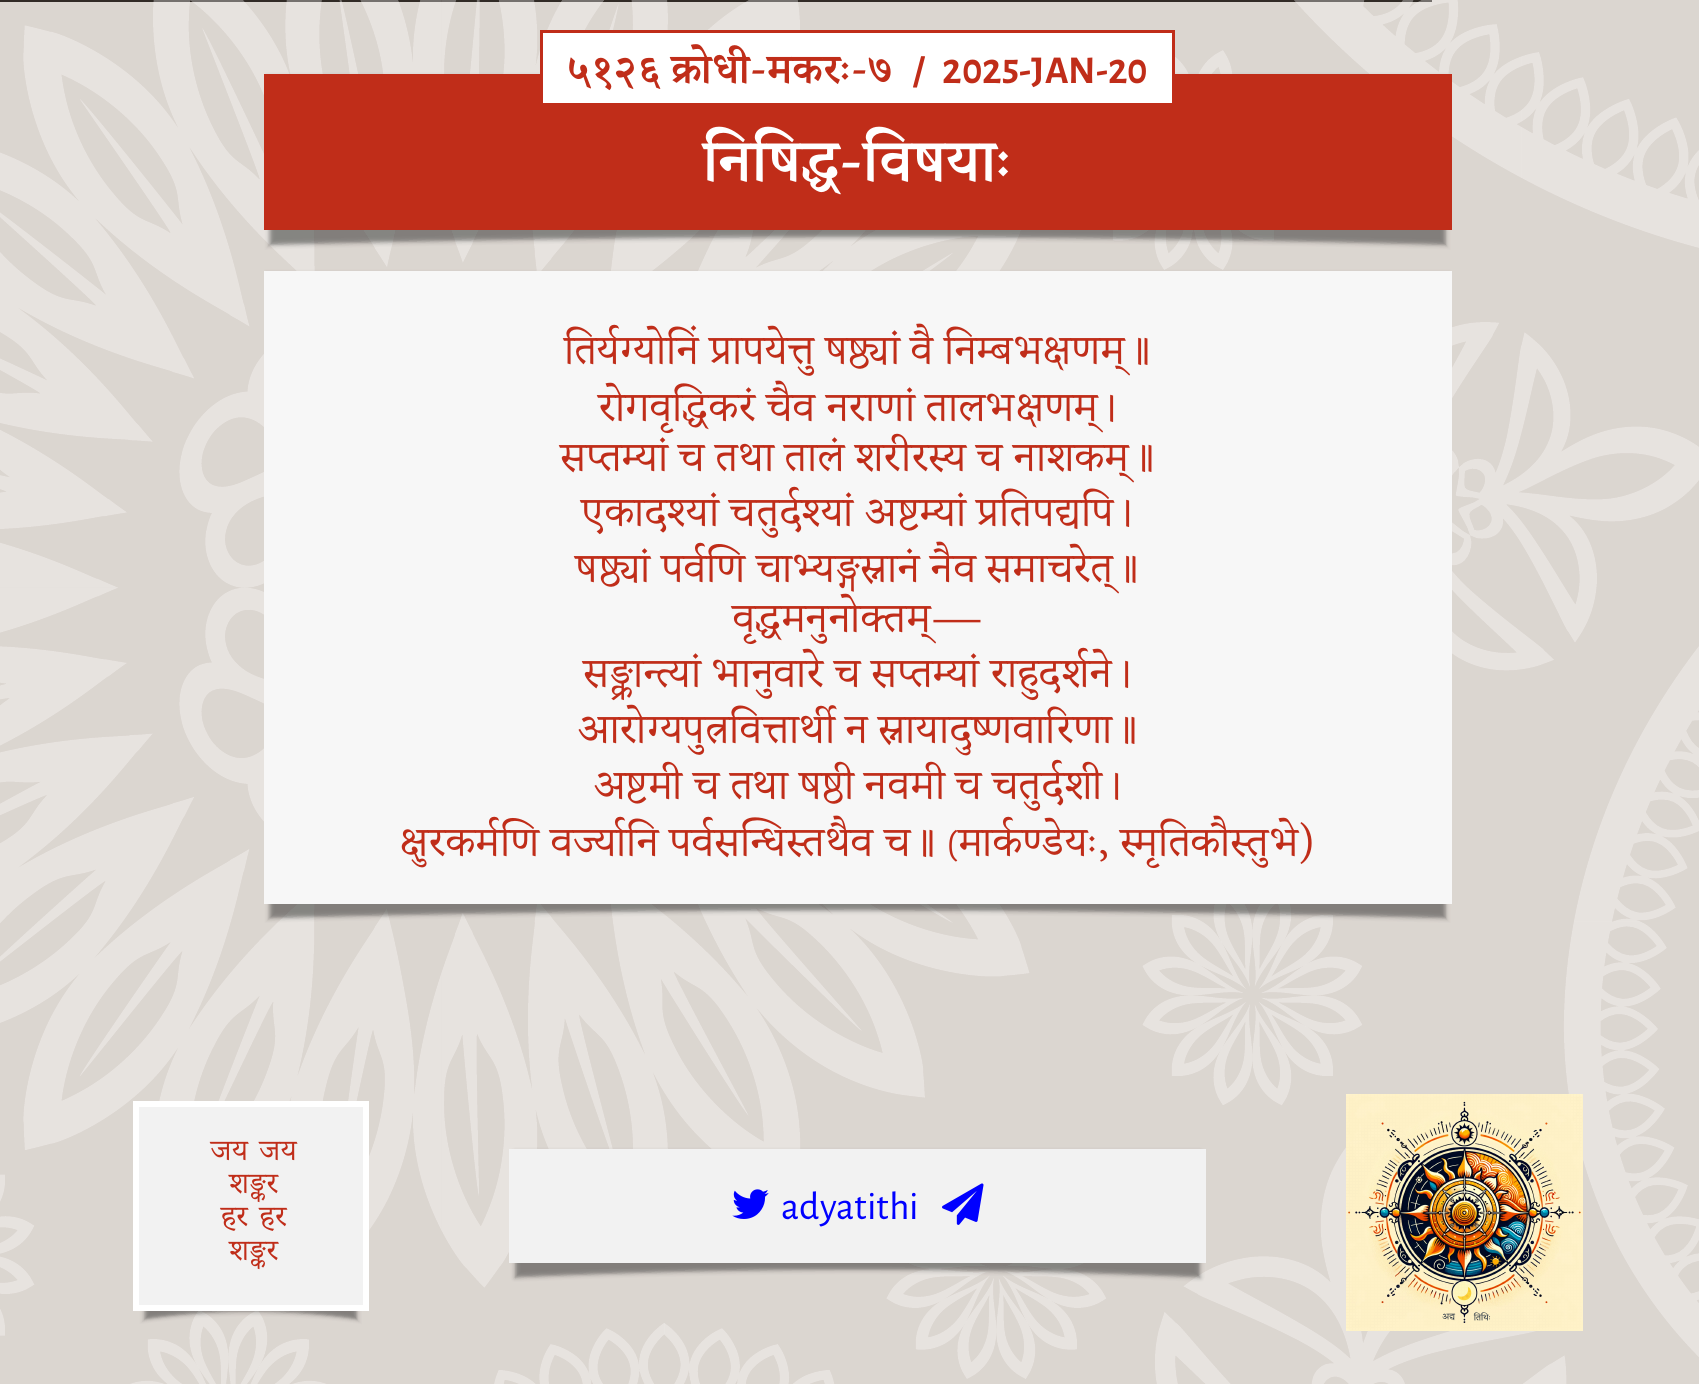 ५१२६ क्रोधी-मकरः-७ / 2025-JAN-20
निषिद्ध-विषयाः
तिर्यग्योनिं प्रापयेत्तु षष्ठ्यां वै निम्बभक्षणम्॥
रोगवृद्धिकरं चैव नराणां तालभक्षणम्।
सप्तम्यां च तथा तालं शरीरस्य च नाशकम्॥
एकादश्यां चतुर्दश्यां अष्टम्यां प्रतिपद्यपि।
षष्ठ्यां पर्वणि चाभ्यङ्गस्नानं नैव समाचरेत्॥
वृद्धमनुनोक्तम्—
सङ्क्रान्त्यां भानुवारे च सप्तम्यां राहुदर्शने।
आरोग्यपुत्रवित्तार्थी न स्नायादुष्णवारिणा॥
अष्टमी च तथा षष्ठी नवमी च चतुर्दशी।
क्षुरकर्मणि वर्ज्यानि पर्वसन्धिस्तथैव च॥ (मार्कण्डेयः, स्मृतिकौस्तुभे)
जय जय
शङ्कर
हर हर
शङ्कर
adyatithi
अद्य तिथिः